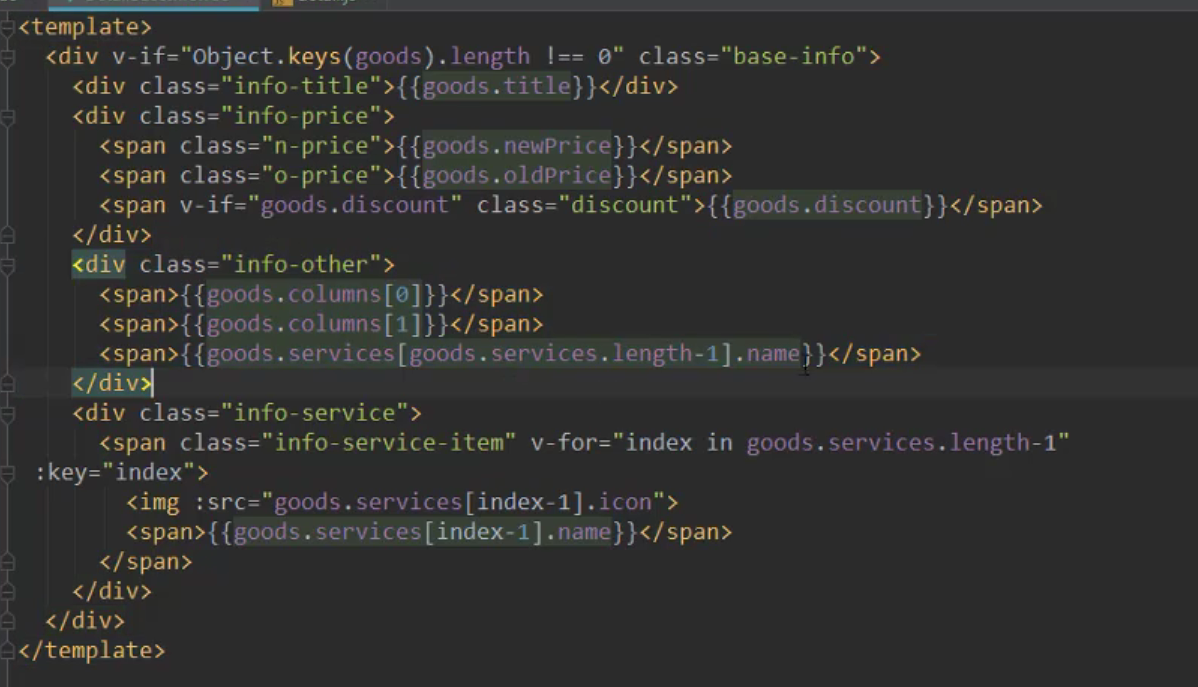 <template>
<div v-if="Object.keys(goods).length !== 0" class="base-info">
<div class="info-title">{{goods.title}}</div>
<div class="info-price">
<span class="n-price">{{goods.newPrice}}</span>
<span class="o-price">{{goods.oldPrice}}</span>
<span v-if="goods.discount" class="discount">{{goods.discount}}</span>
</div>
<div class="info-other">
<span>{{goods.columns[0]}}</span>
<span>{{goods.columns[1]}}</span>
<span>{{goods.services[goods.services.length-1].name}}</span>
</div>
<div class="info-service">
<span class="info-service-item" v-for="index in goods.services.length-1"
:key="index">
<img :src="goods.services[index-1].icon">
<span>{{goods.services[index-1].name}}</span>
</span>
</div>
</div>
</template>